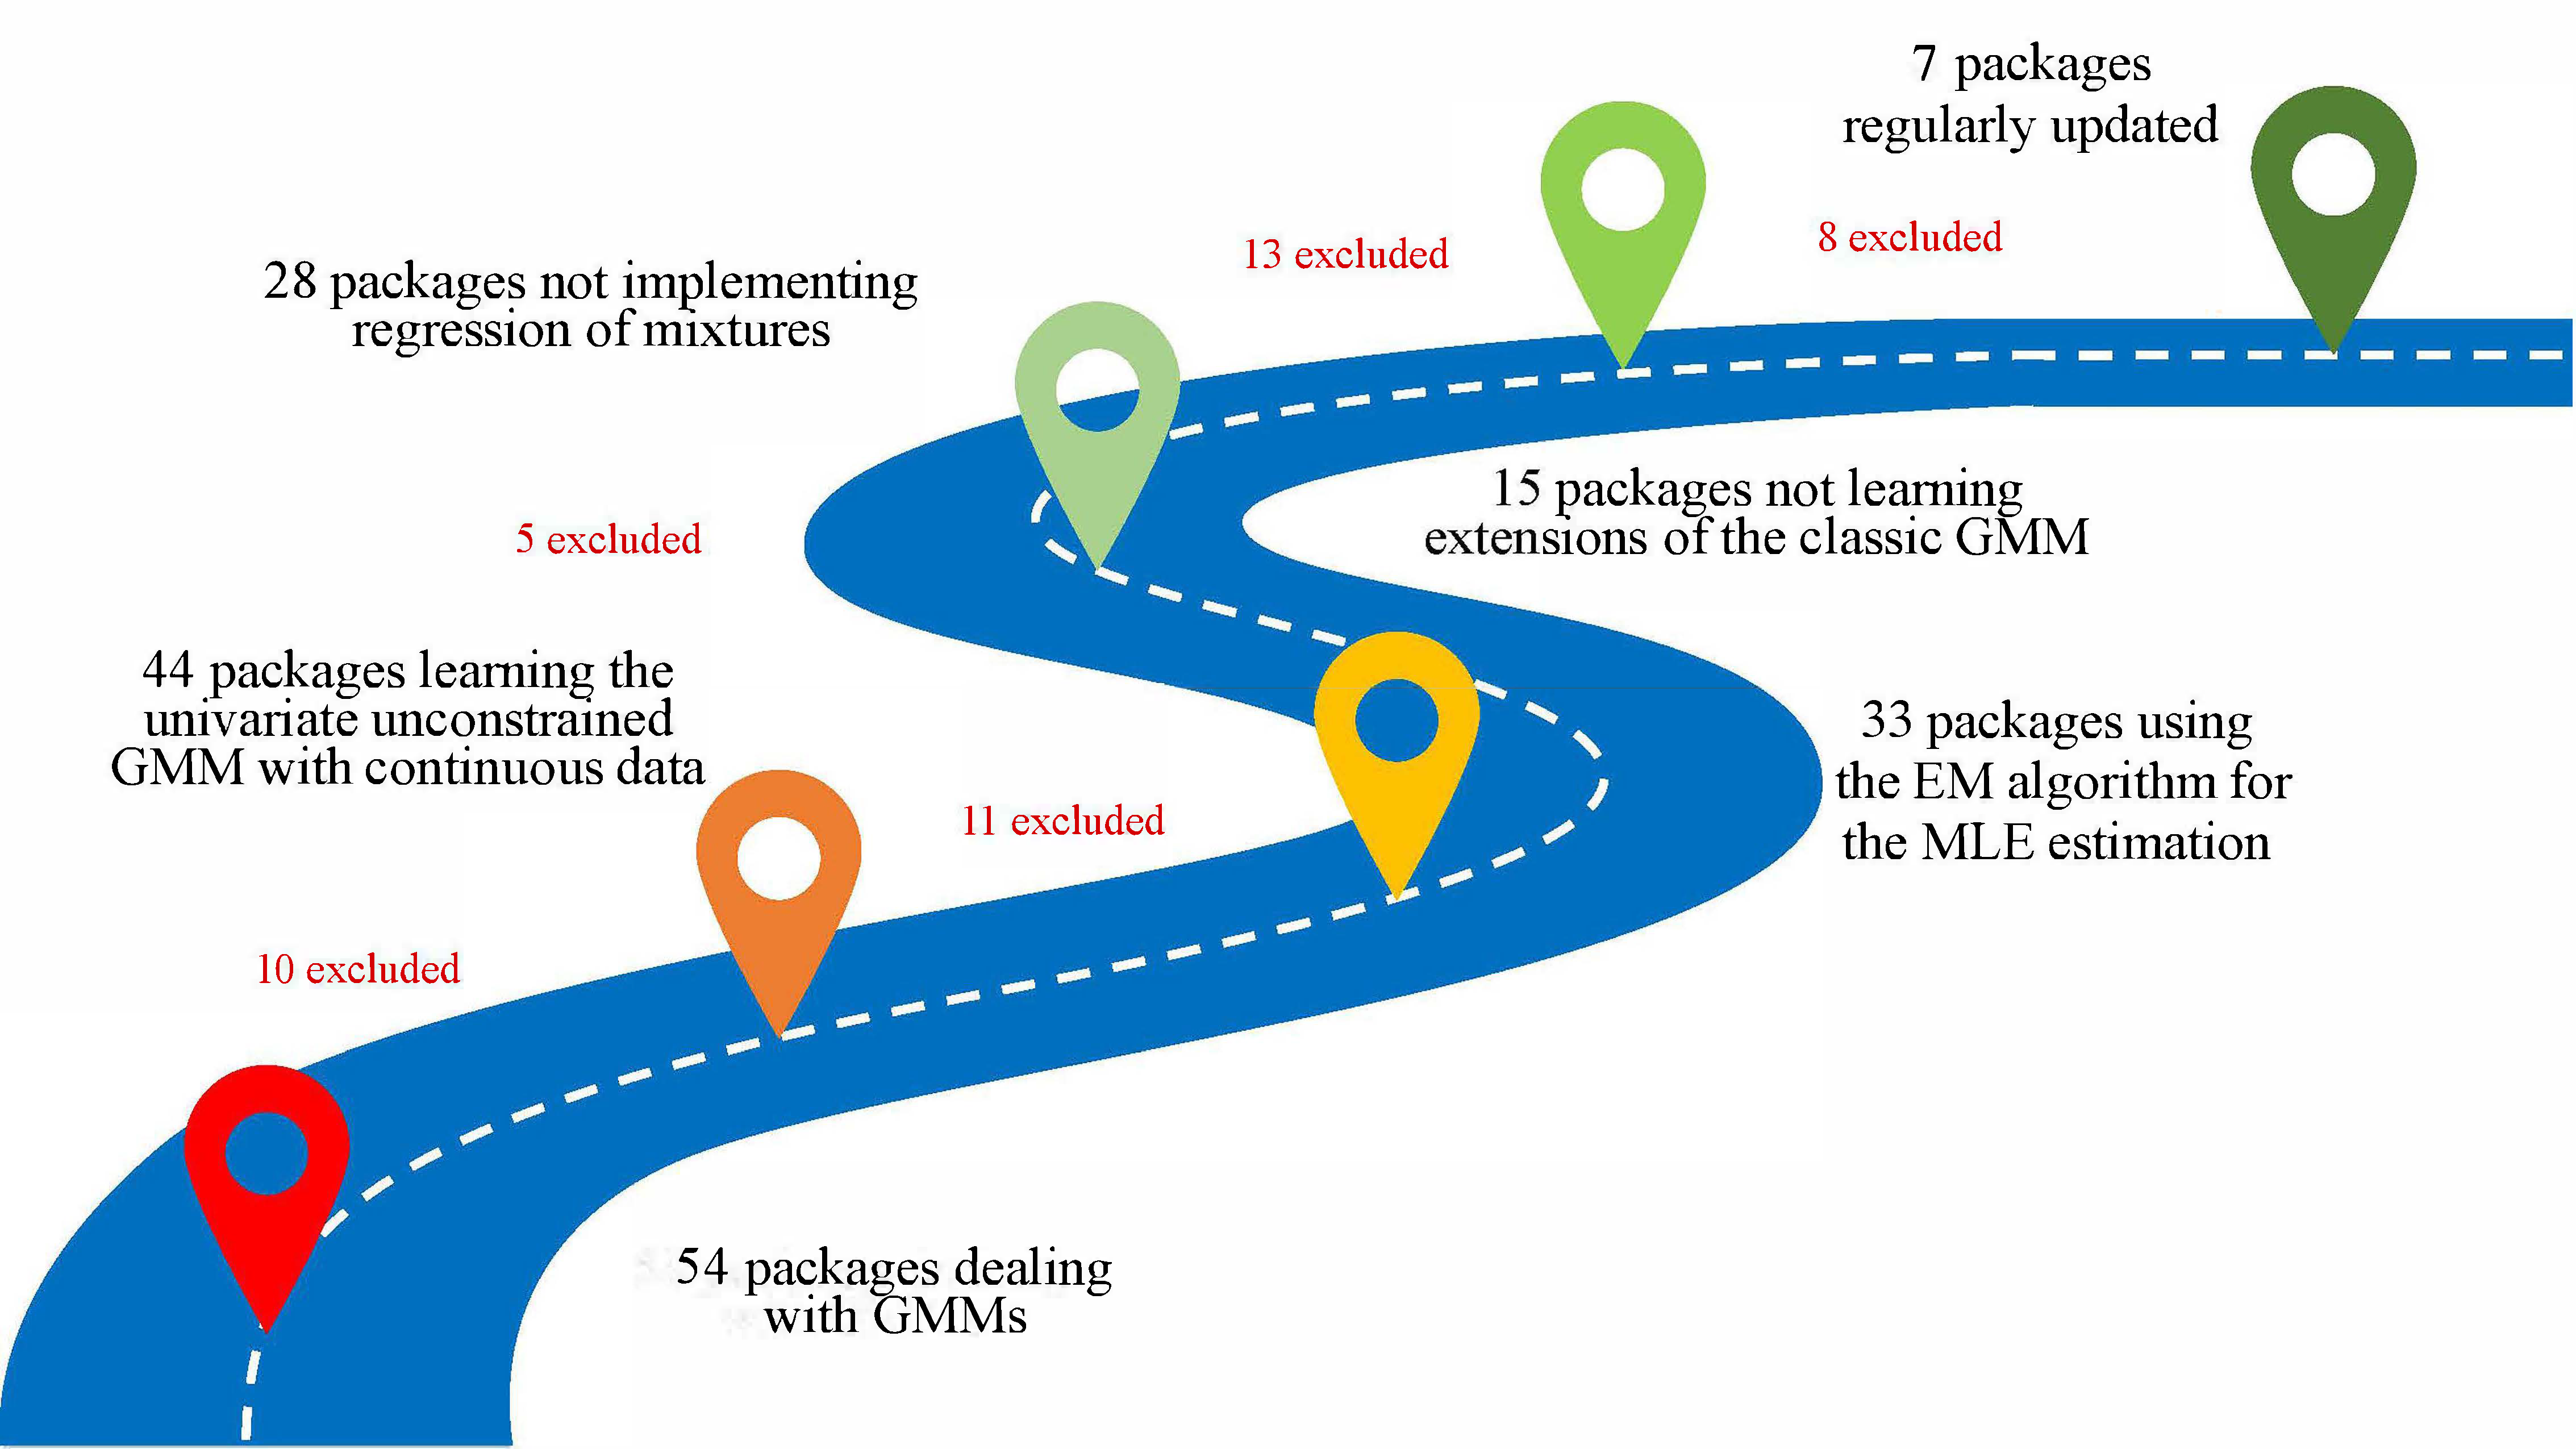 7 packages
regularly updated
13 excluded
8 excluded
28 packages not implementing
regression of mixtures
15 packages not learning
extensions of the classic GMM
5 excluded
44 packages learning the
univariate unconstrained
GMM with continuous data
33 packages using
the EM algorithm for
the MLE estimation
11 excluded
10 excluded
54 packages dealing
with GMMs